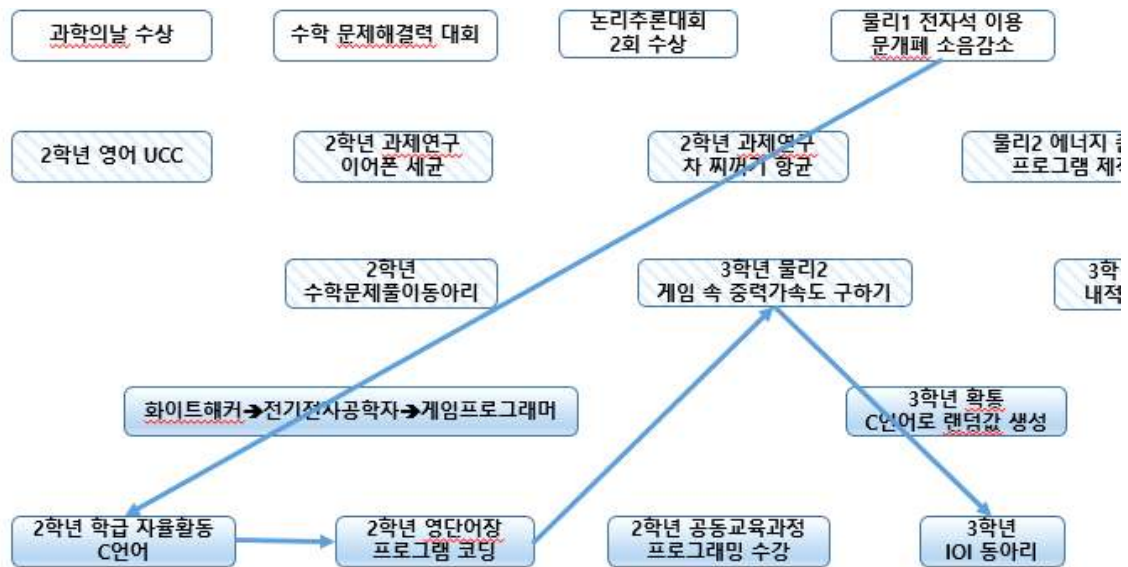 과학의날 수상
수학 문제해결력 대회
논리추론대회
2회 수상
물리1 전자석 이용
문개폐 소음감소
2학년 영어 UCC
2학년 과제연구
이어폰 세균
2학년 과제연구
차 찌꺼기 항균
물리2 에너지
프로그램
2학년
수학문제풀이동아리
3학년 물리2
게임 속 중력가속도 구하기
3학
내적
화이트해커➔전기전자공학자➔게임프로그래머
3학년 확통
C언어로 랜덤값 생성
2학년 학급 자율활동
C언어
2학년 영단어장
프로그램 코딩
2학년 공동교육과정
프로그래밍 수강
3학년
IOI 동아리